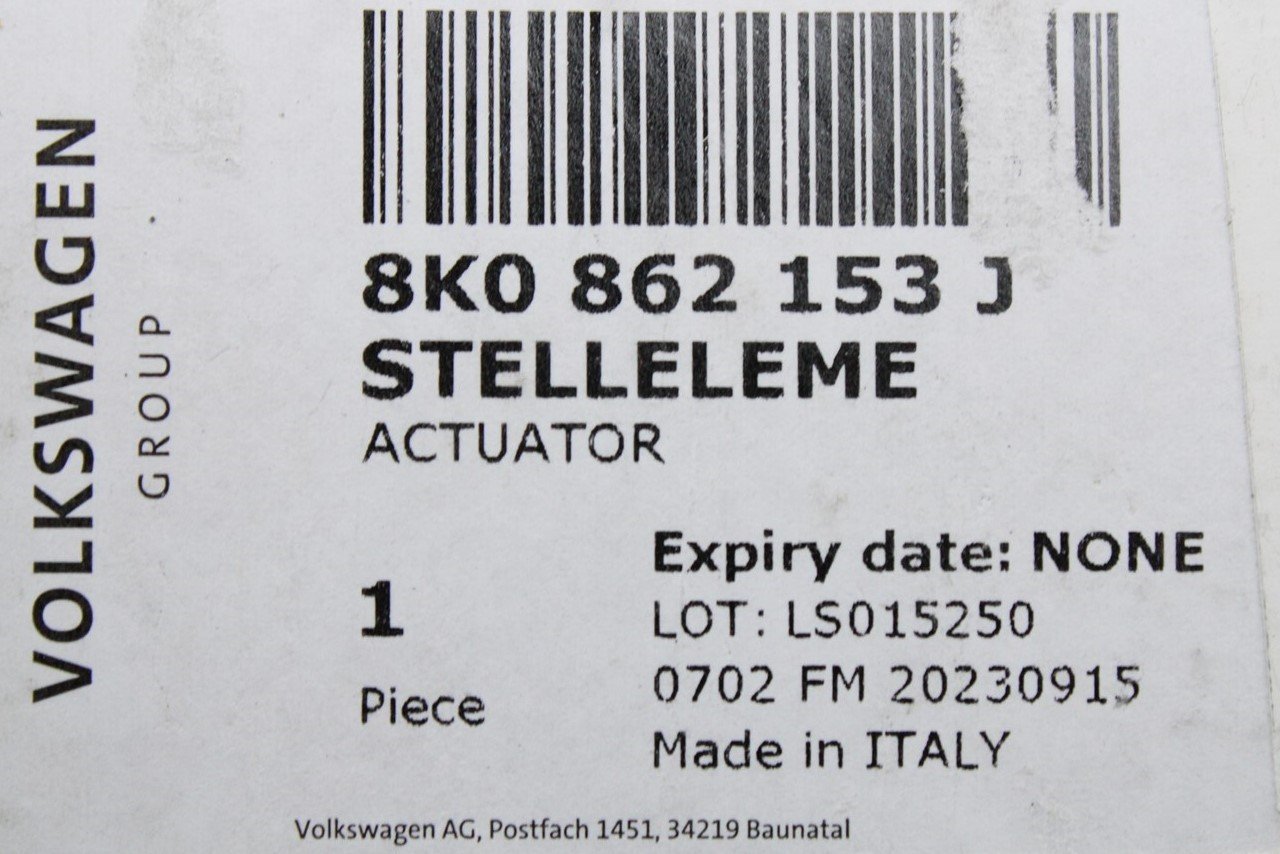 VOLKSWAGEN
GROUP
8K0 862 153 J
STELLELEME
ACTUATOR
1
Piece
Expiry date: NONE
LOT: LS015250
0702 FM 20230915
Made in ITALY
Volkswagen AG, Postfach 1451, 34219 Baunatal